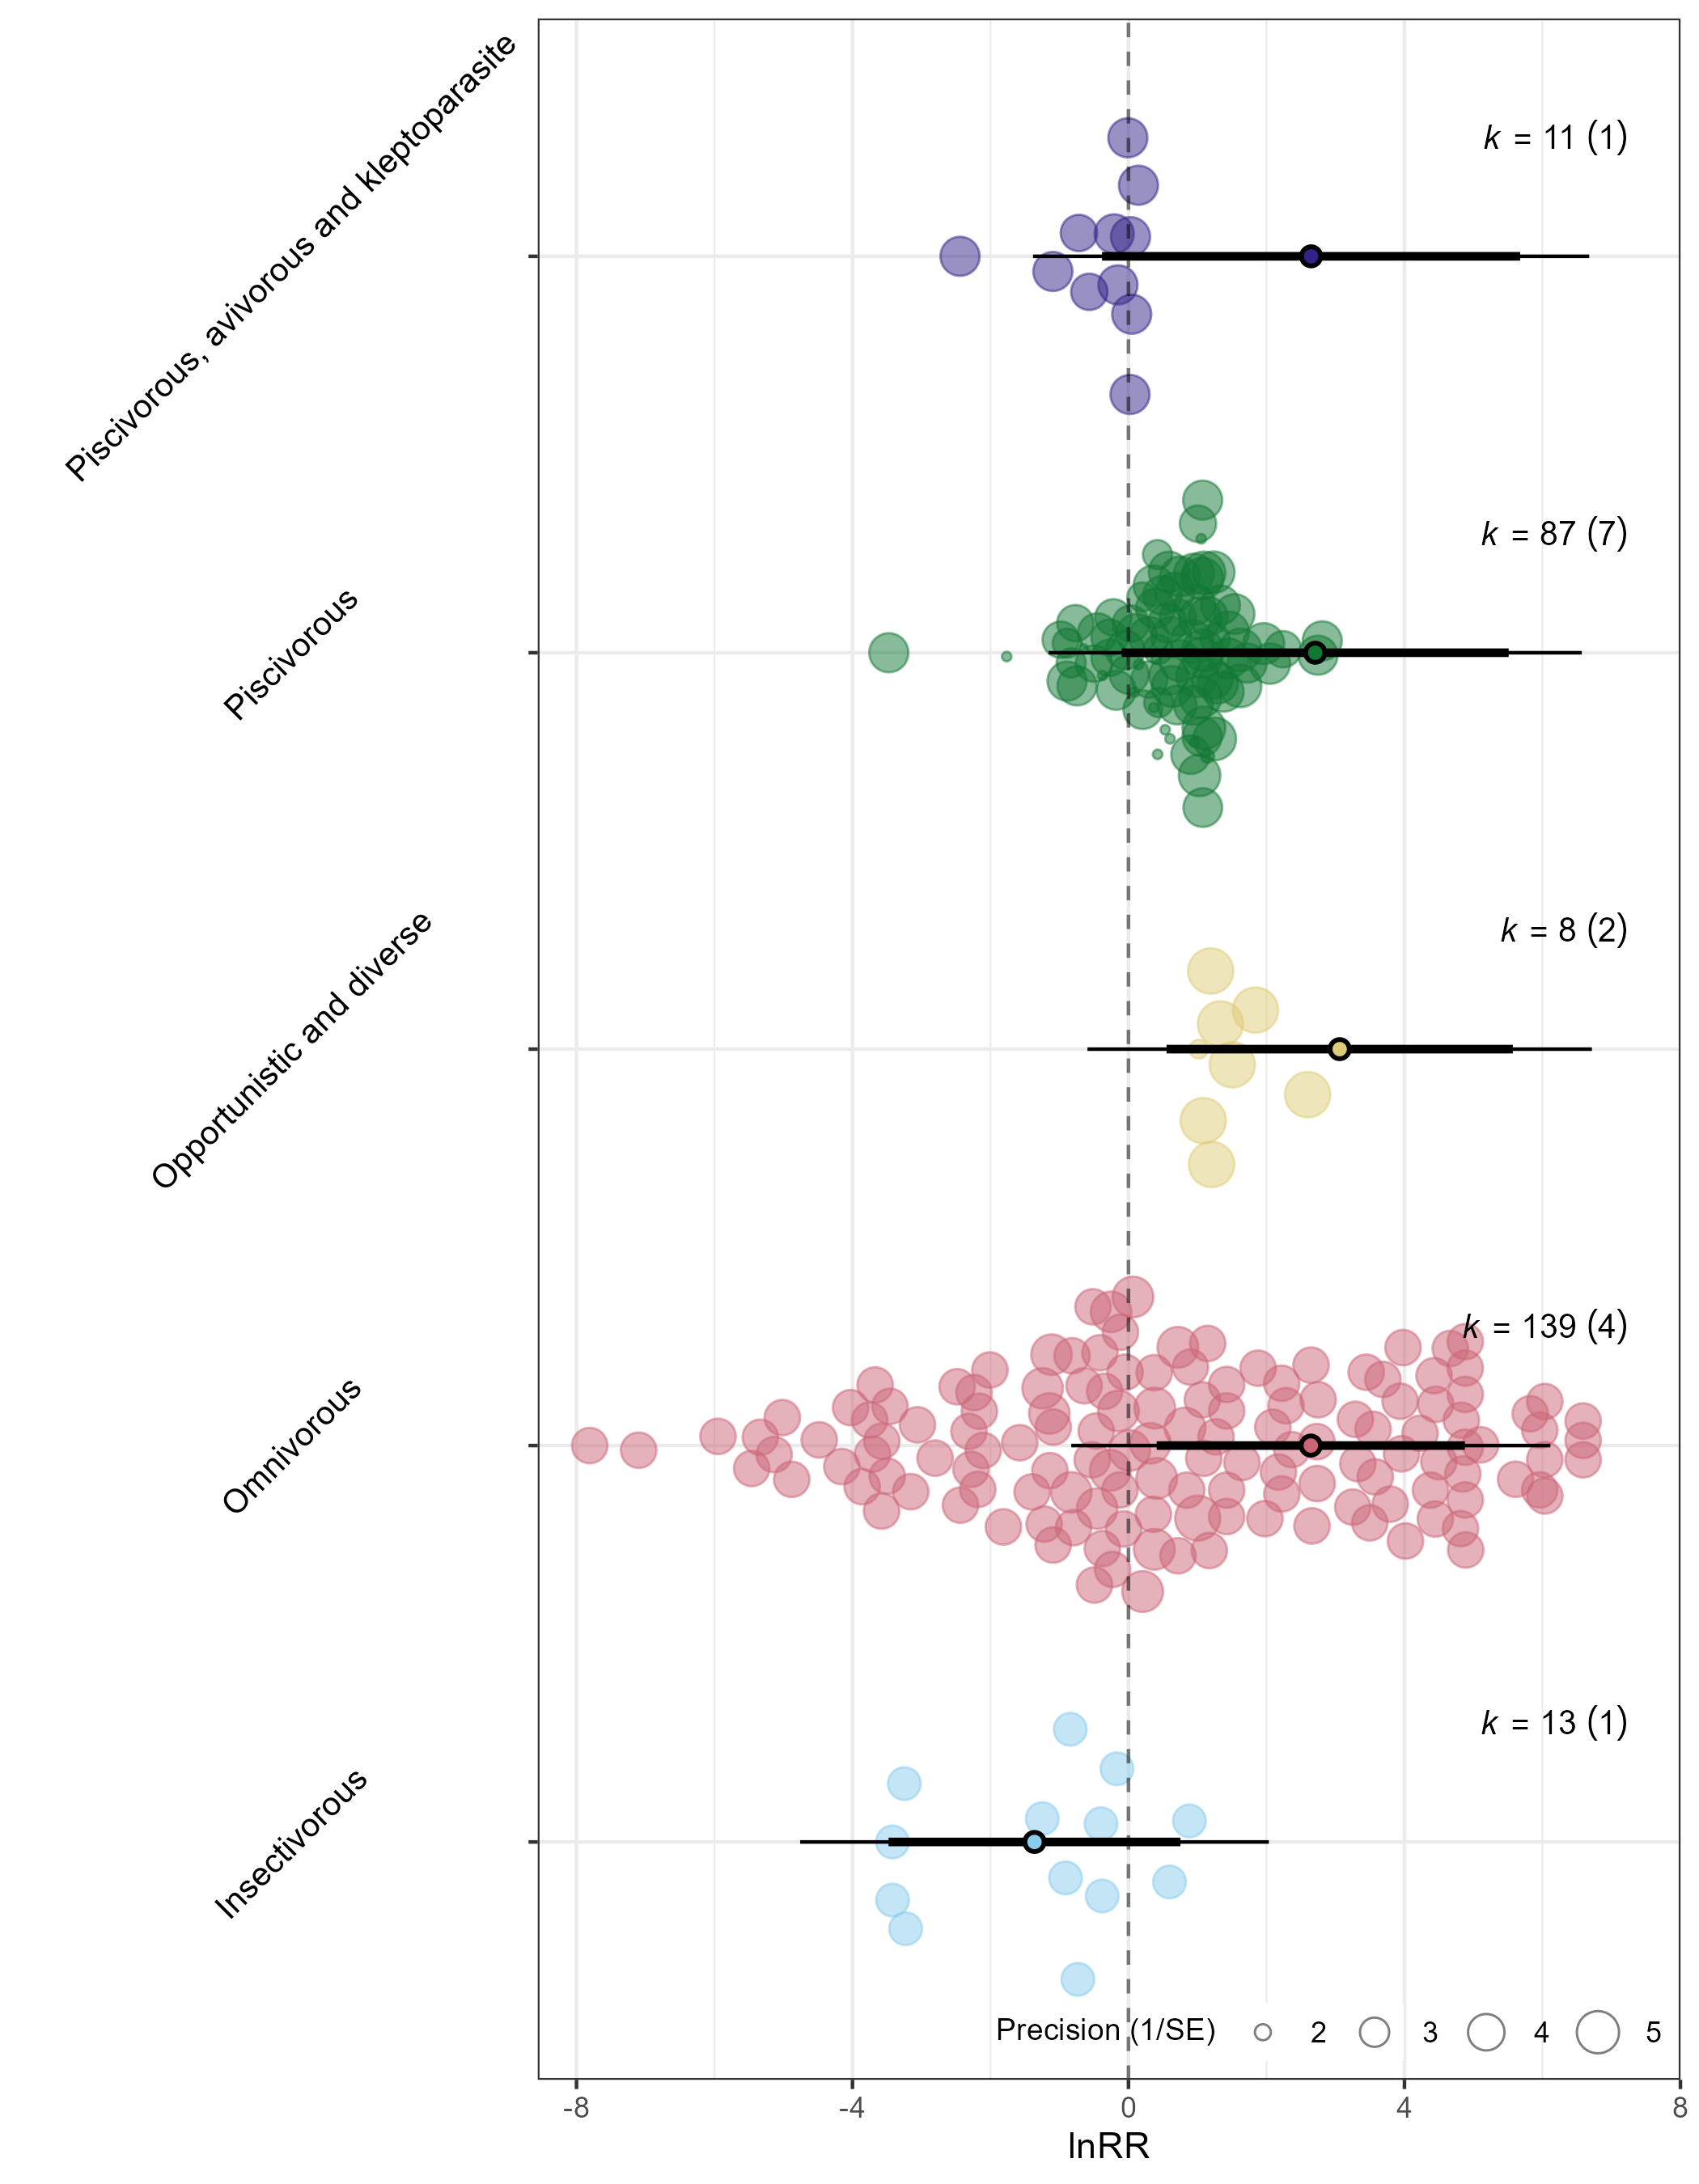 Piscivorous, avivorous and kleptoparasite
k = 11 (1)
Piscivorous
k = 87 (7)
Opportunistic and diverse
k = 8 (2)
Omnivorous
k = 139 (4)
Insectivorous
k = 13 (1)
Precision (1/SE) 2 3 4 5
-8 -4 0 4 8
lnRR